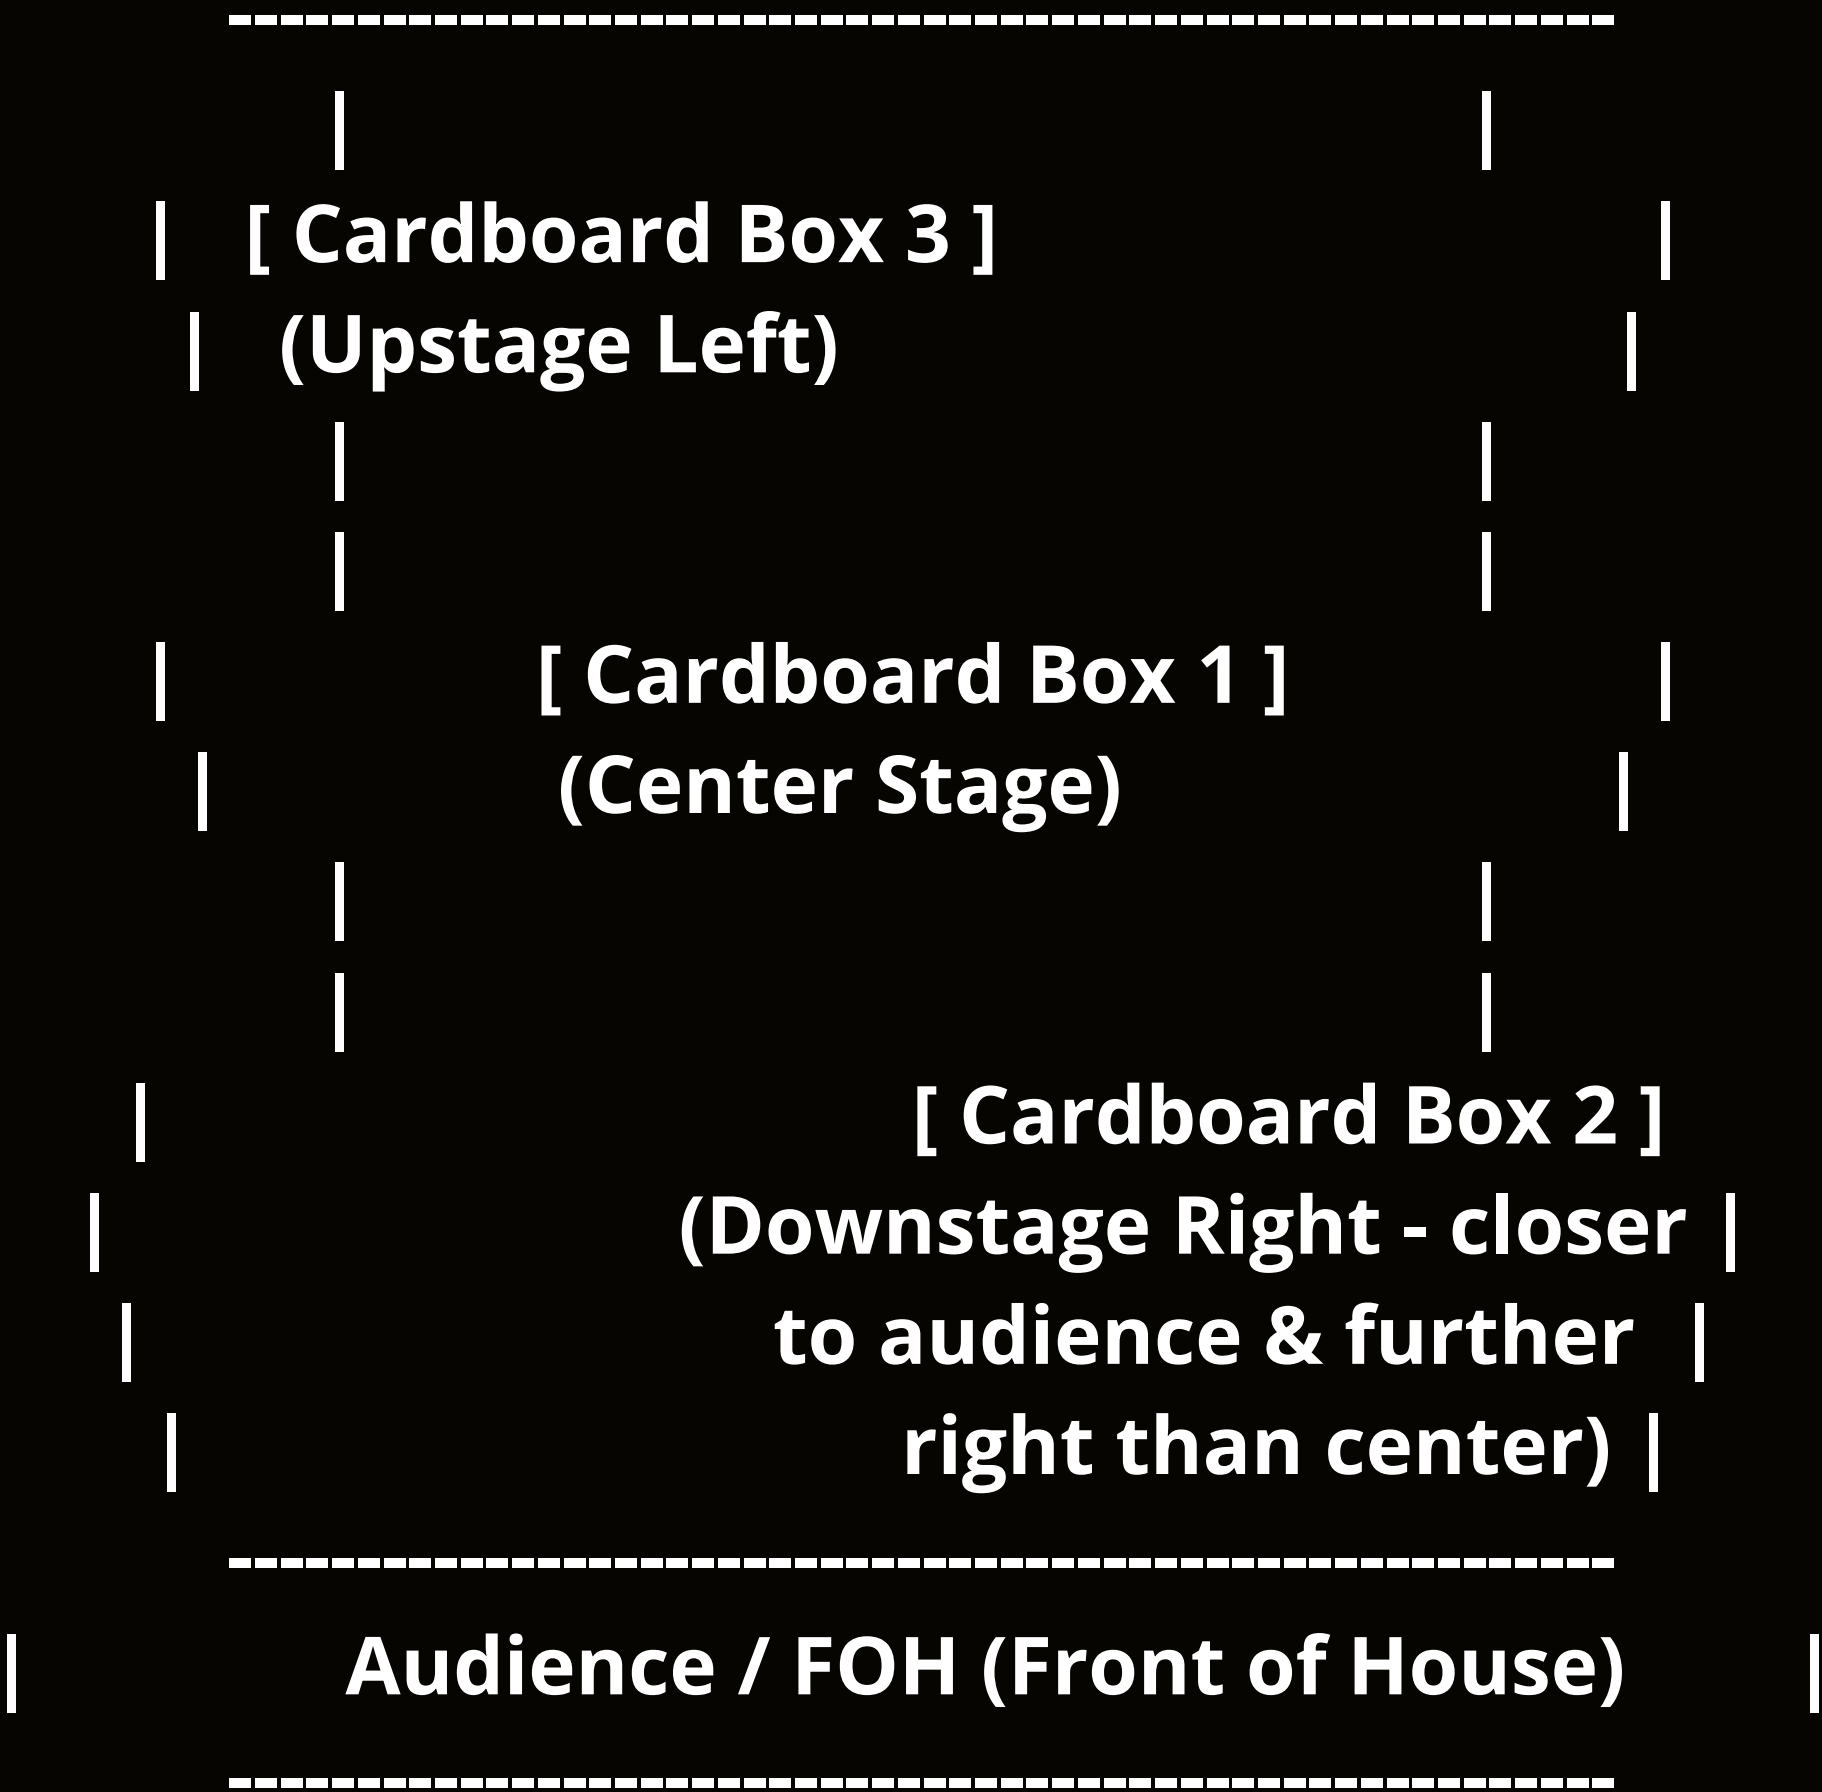 ------------------------------------------------------
| |
| [ Cardboard Box 3 ] |
| (Upstage Left) |
| |
| |
| [ Cardboard Box 1 ] |
| (Center Stage) |
| |
| |
| [ Cardboard Box 2 ]
| (Downstage Right - closer |
| to audience & further |
| right than center) |
------------------------------------------------------
| Audience / FOH (Front of House) |
------------------------------------------------------